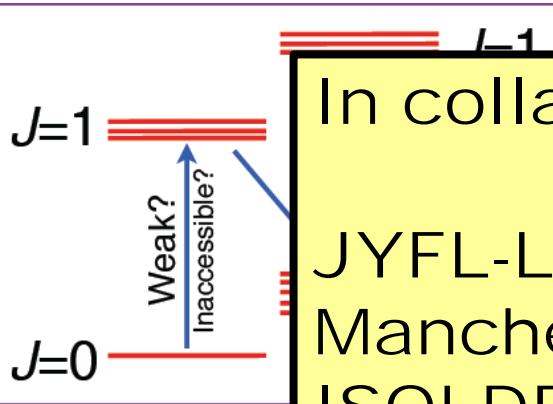 J=1
In colla
J=1
Weak?
Inaccessible?
JYFL-L
Manche
J=0